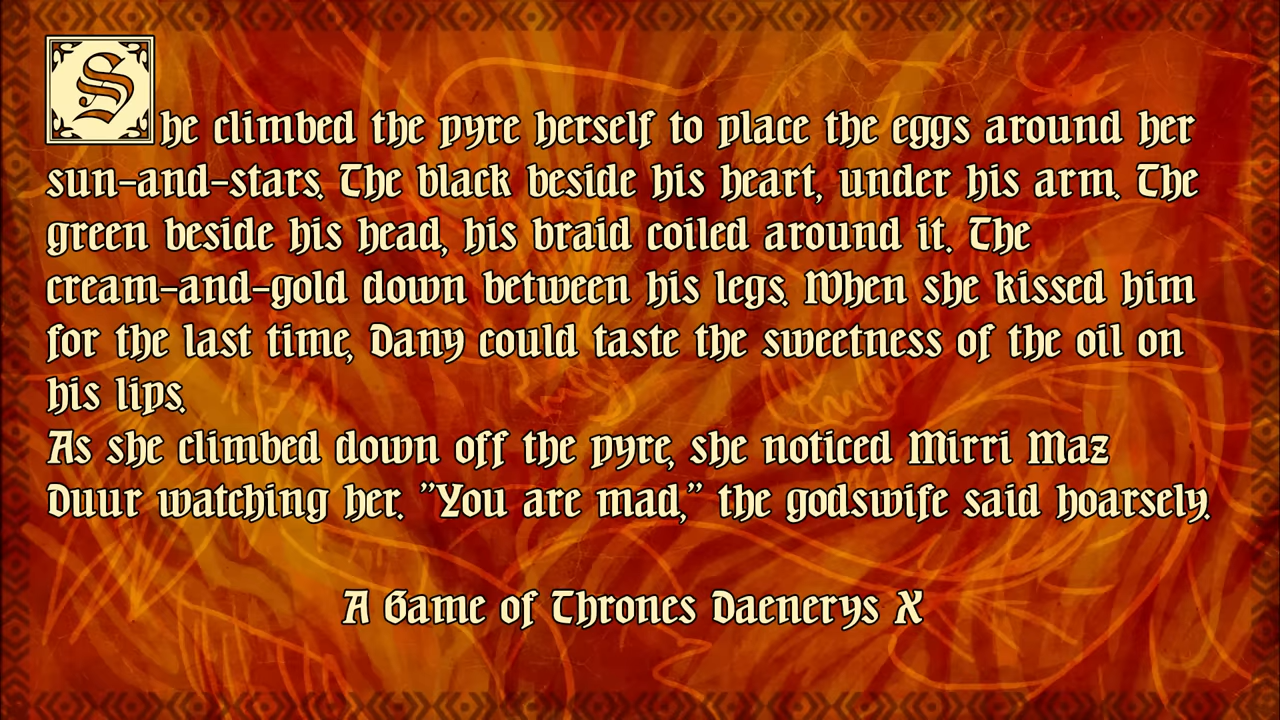 She climbed the pyre herself to place the eggs around her
sun-and-stars. The black beside his heart, under his arm. The
green beside his head, his braid coiled around it. The
cream-and-gold down between his legs. When she kissed him
for the last time, Dany could taste the sweetness of the oil on
his lips.
As she climbed down off the pyre, she noticed Mirri Maz
Duur watching her. "You are mad," the godswife said hoarsely.
A Game of Thrones Daenerys X